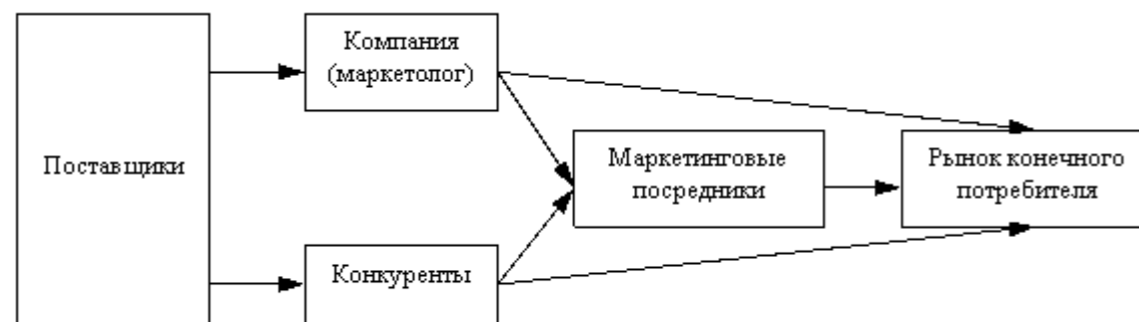 Компания
(маркетолог)
Поставщики
Маркетинговые
посредники
Рынок конечного
потребителя
Конкуренты